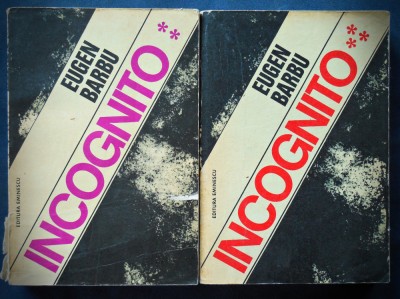 EUGEN
BARBU
INCOGNITO**
EDITURA EMINESCU
EUGEN
BARBU
INCOGNITO***
EDITURA EMINESCU